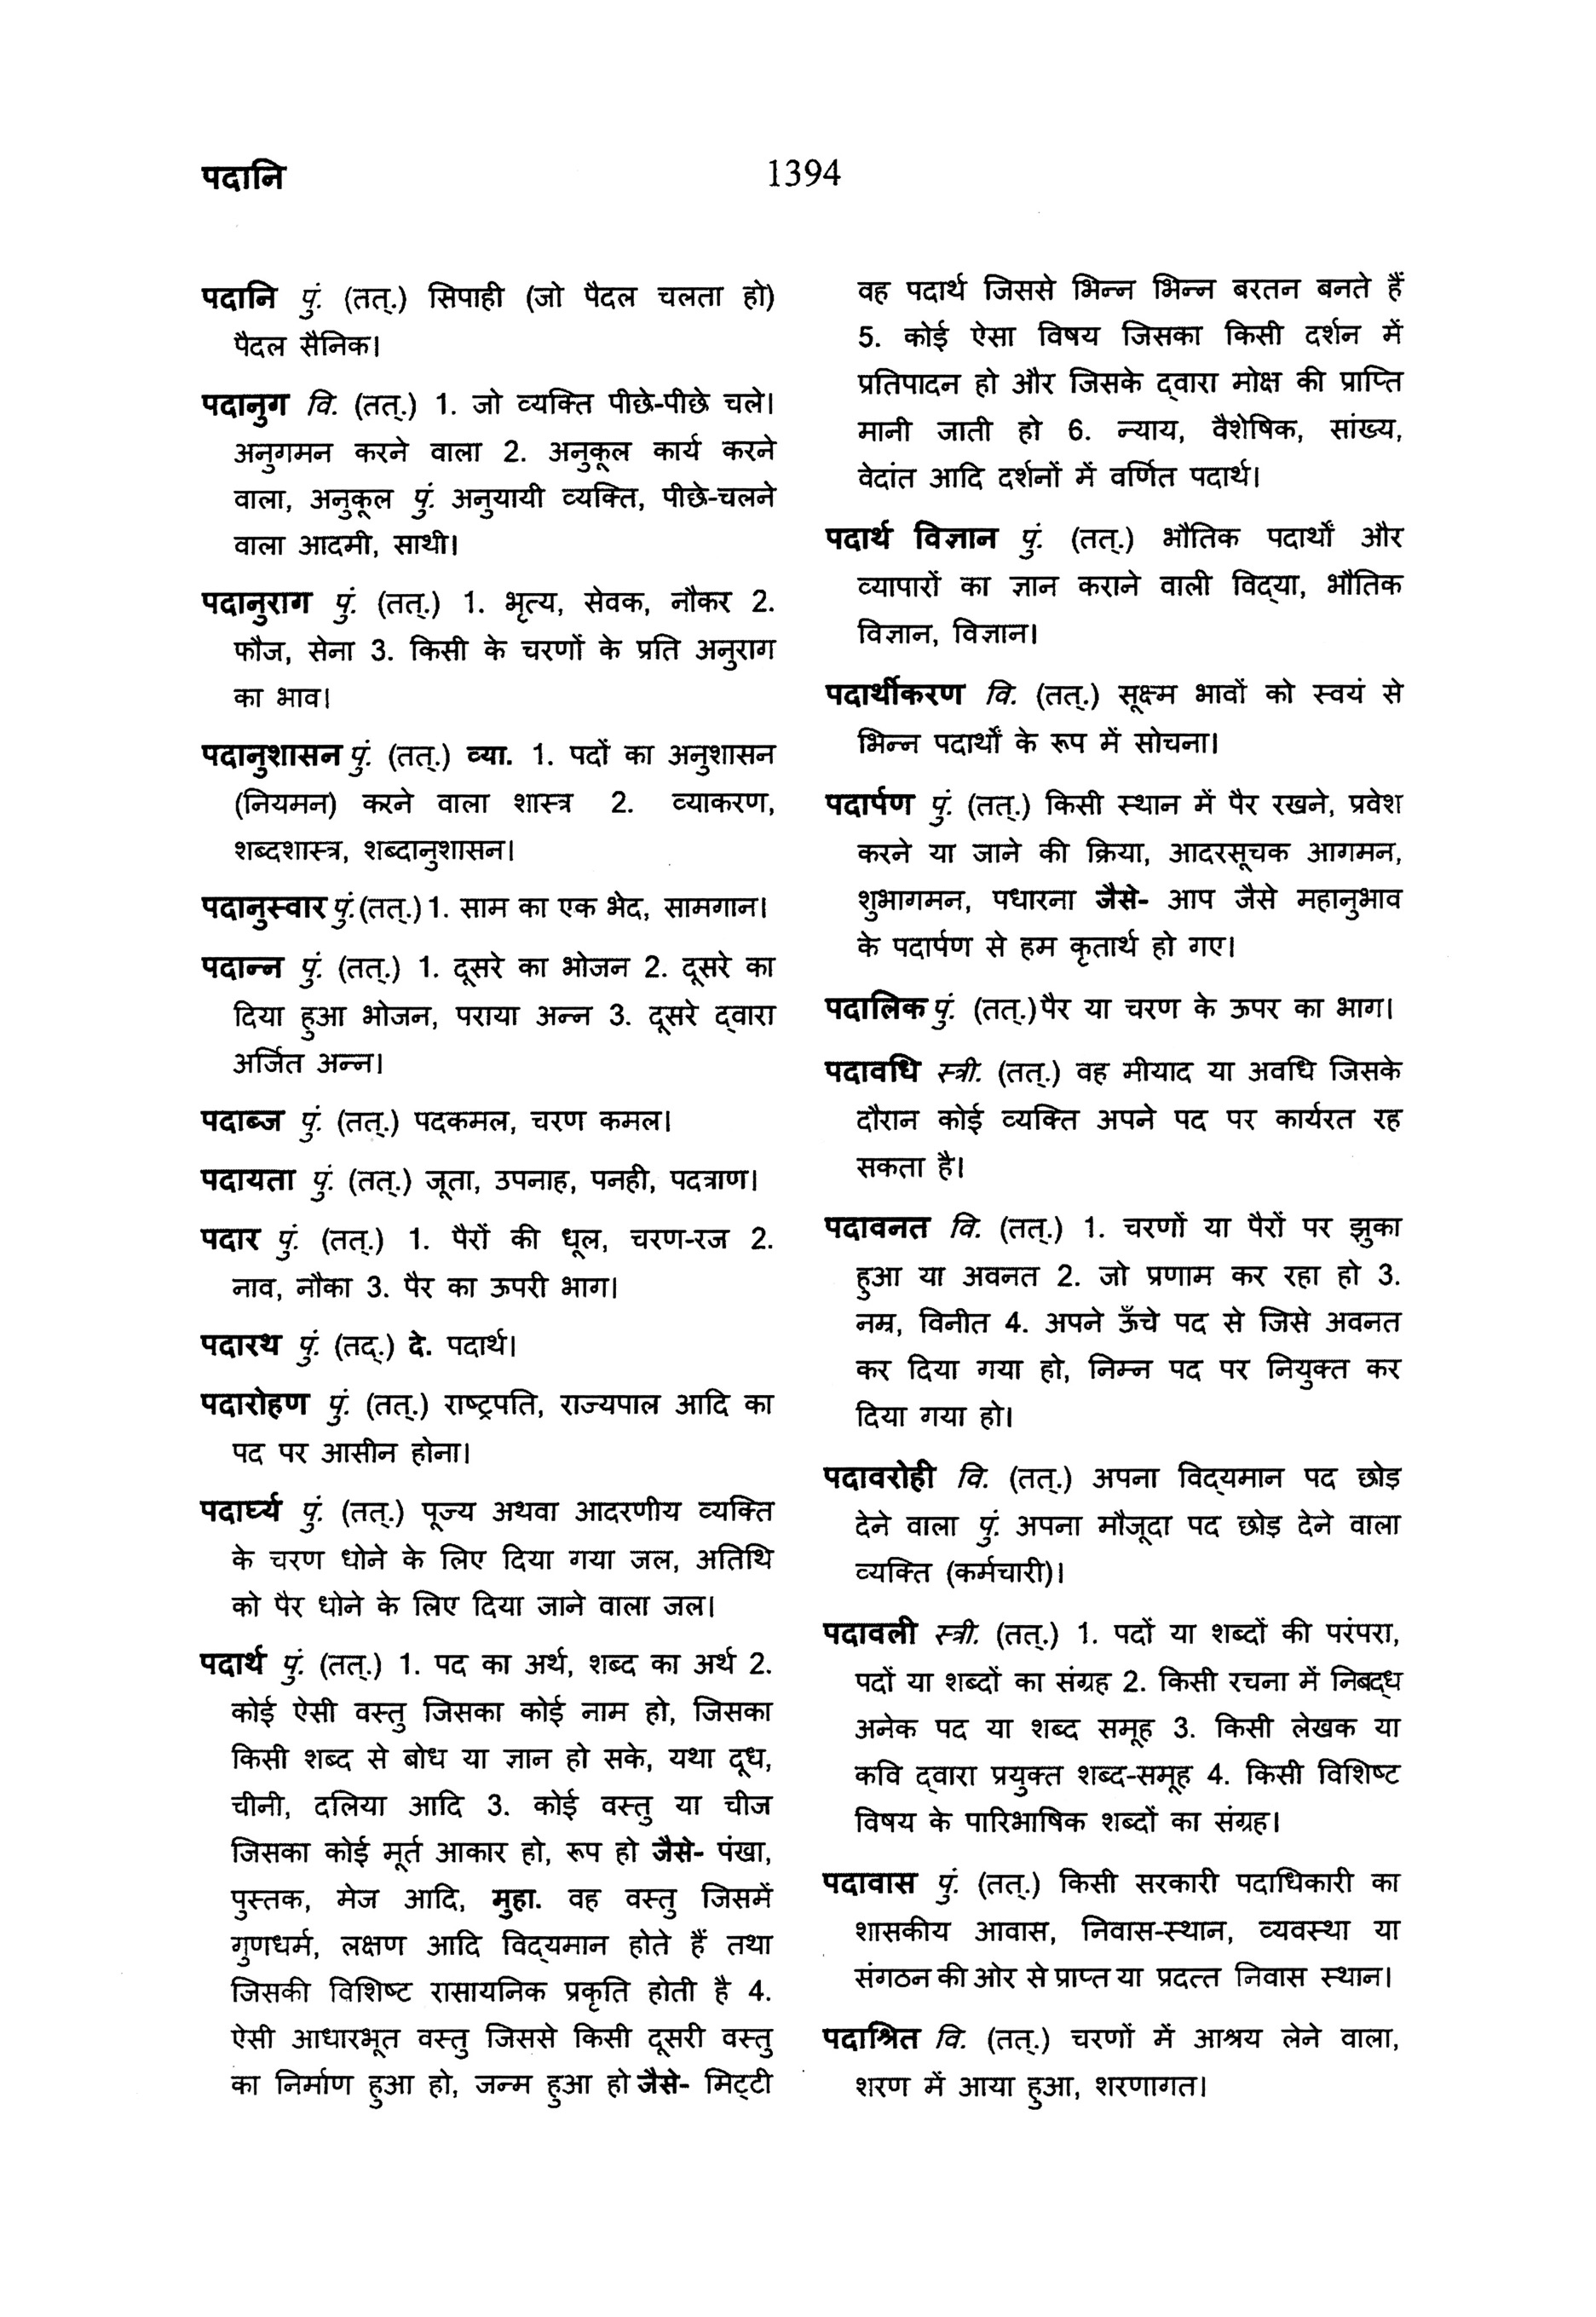 पदानि
1394
पदानि पुं. (तत्.) सिपाही (जो पैदल चलता हो)
पैदल सैनिक।
पदानुग वि. (तत्.) 1. जो व्यक्ति पीछे-पीछे चले।
अनुगमन करने वाला 2. अनुकूल कार्य करने
वाला, अनुकूल पुं. अनुयायी व्यक्ति, पीछे-चलने
वाला आदमी, साथी।
पदानुराग पुं. (तत्.) 1. भृत्य, सेवक, नौकर 2.
फौज, सेना 3. किसी के चरणों के प्रति अनुराग
का भाव।
पदानुशासन पुं. (तत्.) व्या. 1. पदों का अनुशासन
(नियमन) करने वाला शास्त्र 2. व्याकरण,
शब्दशास्त्र, शब्दानुशासन।
पदानुस्वार पुं. (तत्.) 1. साम का एक भेद, सामगान।
पदान्न पुं. (तत्.) 1. दूसरे का भोजन 2. दूसरे का
दिया हुआ भोजन, पराया अन्न 3. दूसरे द्‌वारा
अर्जित अन्न।
पदाब्ज पुं. (तत्.) पदकमल, चरण कमल।
पदायता पुं. (तत्.) जूता, उपनाह, पनही, पदत्राण।
पदार पुं. (तत्.) 1. पैरों की धूल, चरण-रज 2.
नाव, नौका 3. पैर का ऊपरी भाग।
पदारथ पुं. (तद्.) दे. पदार्थ।
पदारोहण पुं. (तत्.) राष्ट्रपति, राज्यपाल आदि का
पद पर आसीन होना।
पदार्घ्य पुं. (तत्.) पूज्य अथवा आदरणीय व्यक्ति
के चरण धोने के लिए दिया गया जल, अतिथि
को पैर धोने के लिए दिया जाने वाला जल।
पदार्थ पुं. (तत्.) 1. पद का अर्थ, शब्द का अर्थ 2.
कोई ऐसी वस्तु जिसका कोई नाम हो, जिसका
किसी शब्द से बोध या ज्ञान हो सके, यथा दूध,
चीनी, दलिया आदि 3. कोई वस्तु या चीज
जिसका कोई मूर्त आकार हो, रूप हो जैसे- पंखा,
पुस्तक, मेज आदि, मुहा. वह वस्तु जिसमें
गुणधर्म, लक्षण आदि विद्‌यमान होते हैं तथा
जिसकी विशिष्ट रासायनिक प्रकृति होती है 4.
ऐसी आधारभूत वस्तु जिससे किसी दूसरी वस्तु
का निर्माण हुआ हो, जन्म हुआ हो जैसे- मिट्‌टी
वह पदार्थ जिससे भिन्न भिन्न बरतन बनते हैं
5. कोई ऐसा विषय जिसका किसी दर्शन में
प्रतिपादन हो और जिसके द्‌वारा मोक्ष की प्राप्ति
मानी जाती हो 6. न्याय, वैशेषिक, सांख्य,
वेदांत आदि दर्शनों में वर्णित पदार्थ।
पदार्थ विज्ञान पुं. (तत्.) भौतिक पदार्थों और
व्यापारों का ज्ञान कराने वाली विद्‌या, भौतिक
विज्ञान, विज्ञान।
पदार्थीकरण वि. (तत्.) सूक्ष्म भावों को स्वयं से
भिन्न पदार्थों के रूप में सोचना।
पदार्पण पुं. (तत्.) किसी स्थान में पैर रखने, प्रवेश
करने या जाने की क्रिया, आदरसूचक आगमन,
शुभागमन, पधारना जैसे- आप जैसे महानुभाव
के पदार्पण से हम कृतार्थ हो गए।
पदालिक पुं. (तत्.) पैर या चरण के ऊपर का भाग।
पदावधि स्त्री. (तत्.) वह मीयाद या अवधि जिसके
दौरान कोई व्यक्ति अपने पद पर कार्यरत रह
सकता है।
पदावनत वि. (तत्.) 1. चरणों या पैरों पर झुका
हुआ या अवनत 2. जो प्रणाम कर रहा हो 3.
नम्र, विनीत 4. अपने ऊँचे पद से जिसे अवनत
कर दिया गया हो, निम्न पद पर नियुक्त कर
दिया गया हो।
पदावरोही वि. (तत्.) अपना विद्‌यमान पद छोड़
देने वाला पुं. अपना मौजूदा पद छोड़ देने वाला
व्यक्ति (कर्मचारी)।
पदावली स्त्री. (तत्.) 1. पदों या शब्दों की परंपरा,
पदों या शब्दों का संग्रह 2. किसी रचना में निबद्‌ध
अनेक पद या शब्द समूह 3. किसी लेखक या
कवि द्‌वारा प्रयुक्त शब्द-समूह 4. किसी विशिष्ट
विषय के पारिभाषिक शब्दों का संग्रह।
पदावास पुं. (तत्.) किसी सरकारी पदाधिकारी का
शासकीय आवास, निवास-स्थान, व्यवस्था या
संगठन की ओर से प्राप्त या प्रदत्त निवास स्थान।
पदाश्रित वि. (तत्.) चरणों में आश्रय लेने वाला,
शरण में आया हुआ, शरणागत।